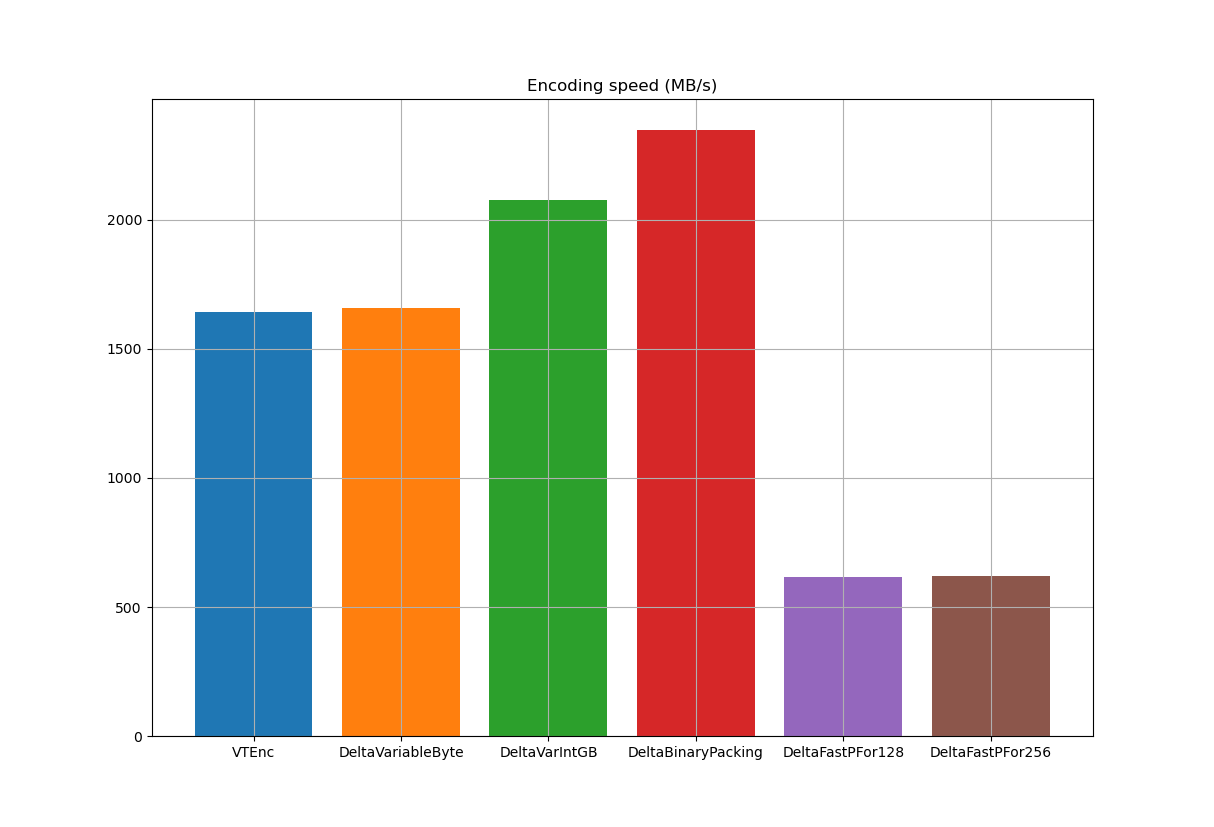 Encoding speed (MB/s)
2000
1500
1000
500
0
VTEnc DeltaVariableByte DeltaVarIntGB DeltaBinaryPacking DeltaFastPFor128 DeltaFastPFor256